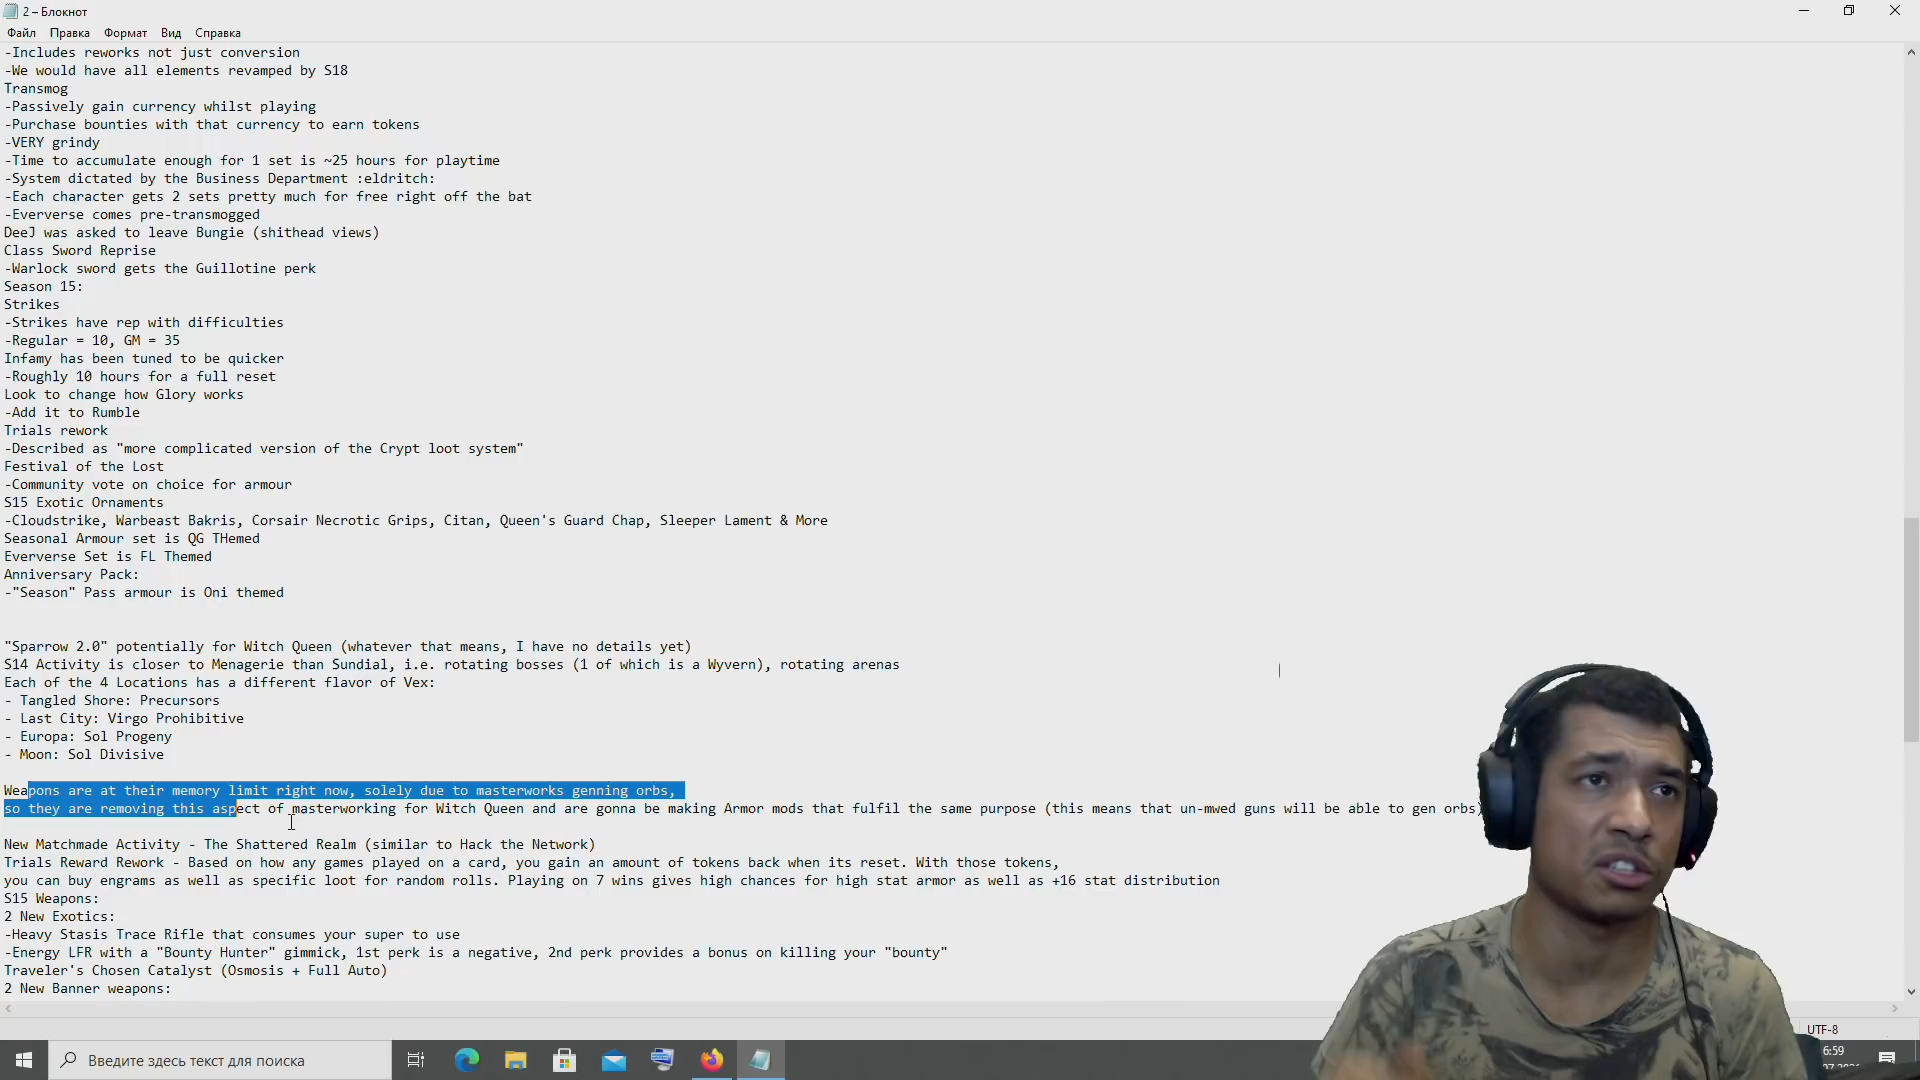 2 – Блокнот
Файл Правка Формат Вид Справка
-Includes reworks not just conversion
-We would have all elements revamped by S18
Transmog
-Passively gain currency whilst playing
-Purchase bounties with that currency to earn tokens
-VERY grindy
-Time to accumulate enough for 1 set is ~25 hours for playtime
-System dictated by the Business Department :eldritch:
-Each character gets 2 sets pretty much for free right off the bat
-Eververse comes pre-transmogged
DeeJ was asked to leave Bungie (shithead views)
Class Sword Reprise
-Warlock sword gets the Guillotine perk
Season 15:
Strikes
-Strikes have rep with difficulties
-Regular = 10, GM = 35
Infamy has been tuned to be quicker
-Roughly 10 hours for a full reset
Look to change how Glory works
-Add it to Rumble
Trials rework
-Described as "more complicated version of the Crypt loot system"
Festival of the Lost
-Community vote on choice for armour
S15 Exotic Ornaments
-Cloudstrike, Warbeast Bakris, Corsair Necrotic Grips, Citan, Queen's Guard Chap, Sleeper Lament & More
Seasonal Armour set is QG THemed
Eververse Set is FL Themed
Anniversary Pack:
-"Season" Pass armour is Oni themed
"Sparrow 2.0" potentially for Witch Queen (whatever that means, I have no details yet)
S14 Activity is closer to Menagerie than Sundial, i.e. rotating bosses (1 of which is a Wyvern), rotating arenas
Each of the 4 Locations has a different flavor of Vex:
- Tangled Shore: Precursors
- Last City: Virgo Prohibitive
- Europa: Sol Progeny
- Moon: Sol Divisive
Weapons are at their memory limit right now, solely due to masterworks genning orbs,
so they are removing this aspect of masterworking for Witch Queen and are gonna be making Armor mods that fulfil the same purpose (this means that un-mwed guns will be able to gen orbs)
New Matchmade Activity - The Shattered Realm (similar to Hack the Network)
Trials Reward Rework - Based on how any games played on a card, you gain an amount of tokens back when its reset. With those tokens,
you can buy engrams as well as specific loot for random rolls. Playing on 7 wins gives high chances for high stat armor as well as +16 stat distribution
S15 Weapons:
2 New Exotics:
-Heavy Stasis Trace Rifle that consumes your super to use
-Energy LFR with a "Bounty Hunter" gimmick, 1st perk is a negative, 2nd perk provides a bonus on killing your "bounty"
Traveler's Chosen Catalyst (Osmosis + Full Auto)
2 New Banner weapons:
UTF-8
Введите здесь текст для поиска
6:59